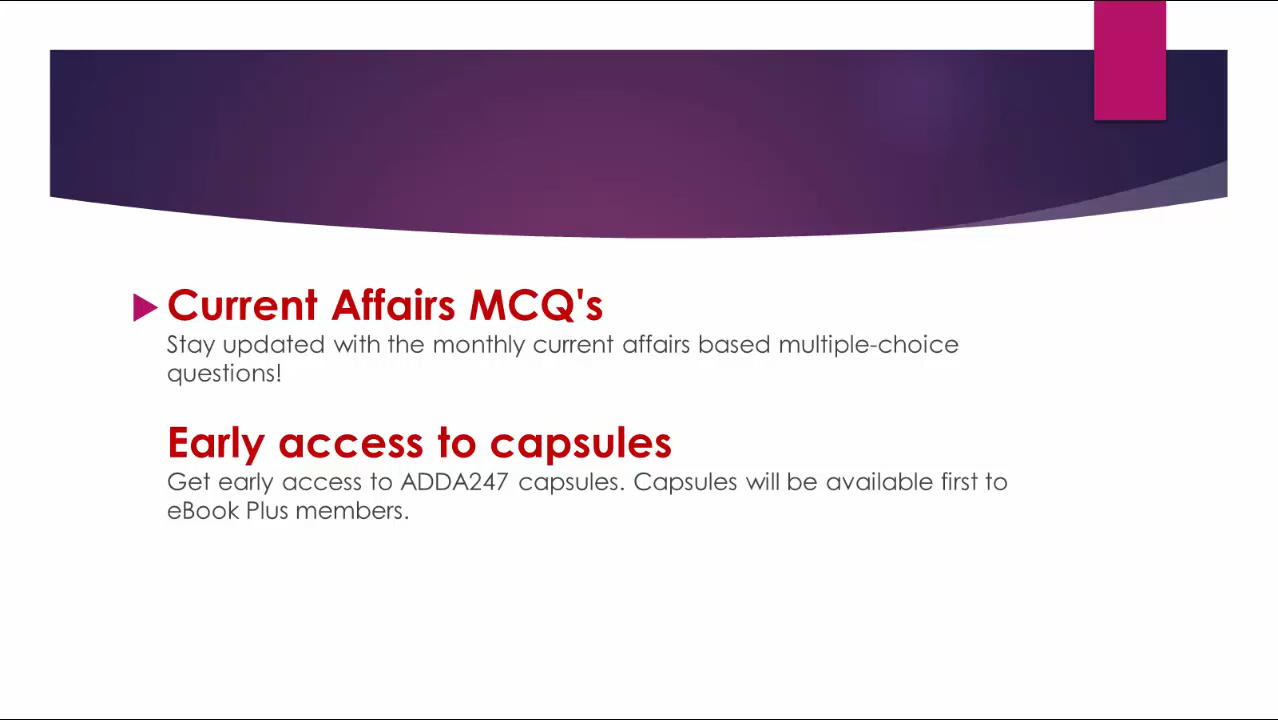 Current Affairs MCQ's
Stay updated with the monthly current affairs based multiple-choice
questions!
Early access to capsules
Get early access to ADDA247 capsules. Capsules will be available first to
eBook Plus members.